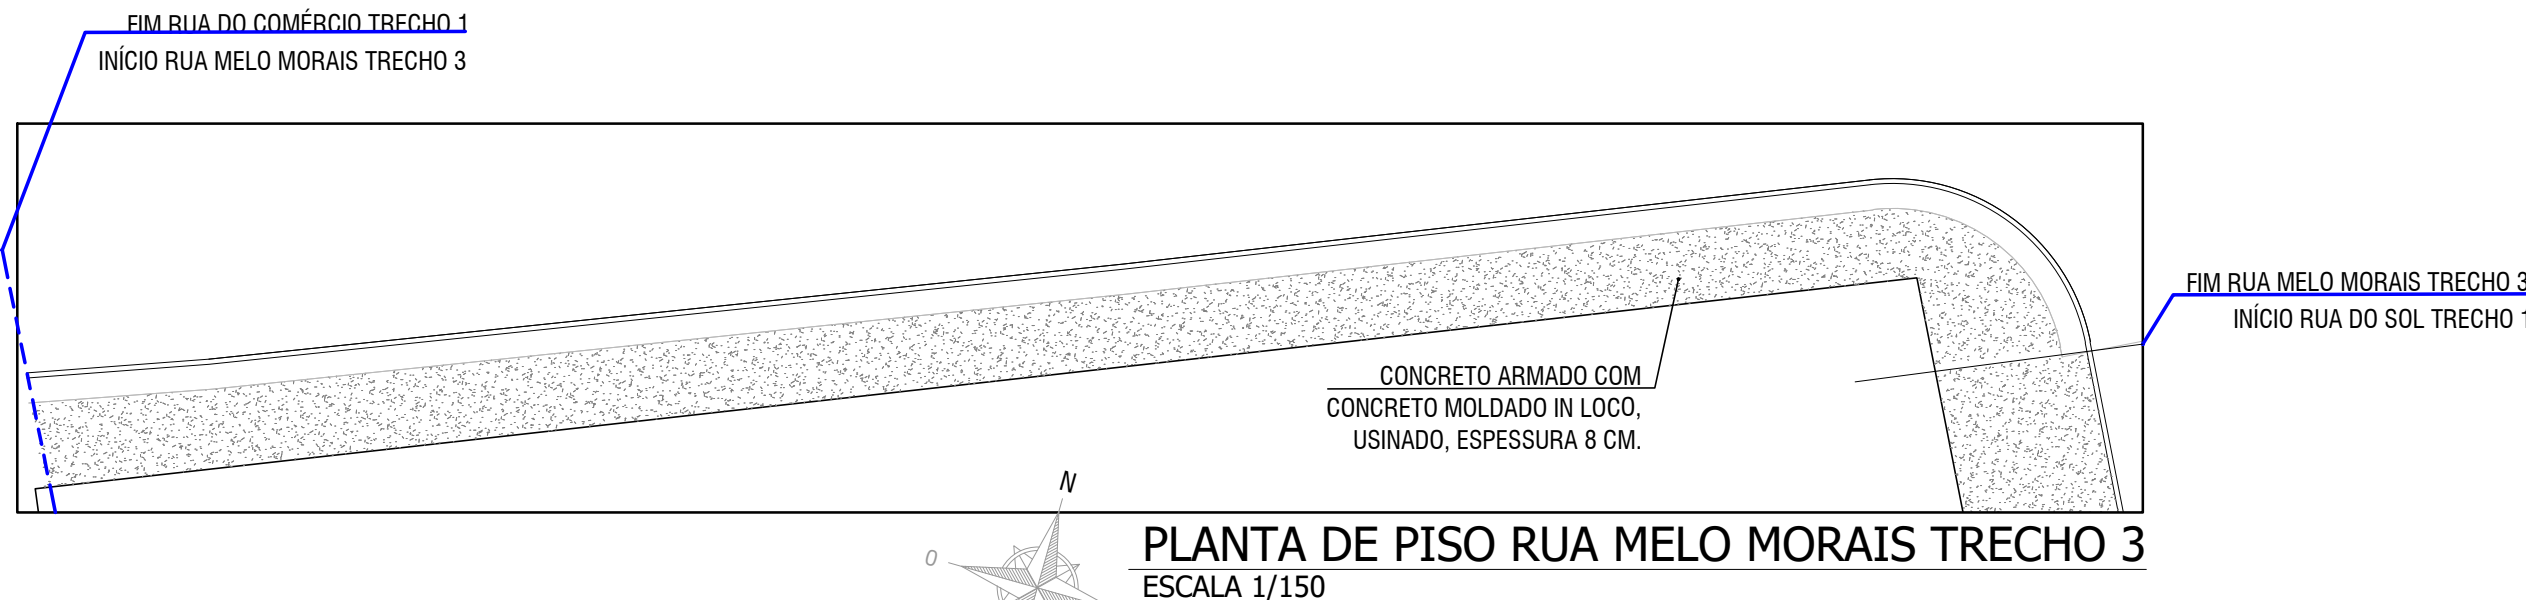 FIM RUA DO COMÉRCIO TRECHO 1
INÍCIO RUA MELO MORAIS TRECHO 3
FIM RUA MELO MORAIS TRECHO 3
INÍCIO RUA DO SOL TRECHO 1
CONCRETO ARMADO COM
CONCRETO MOLDADO IN LOCO,
USINADO, ESPESSURA 8 CM.
N
O
PLANTA DE PISO RUA MELO MORAIS TRECHO 3
ESCALA 1/150